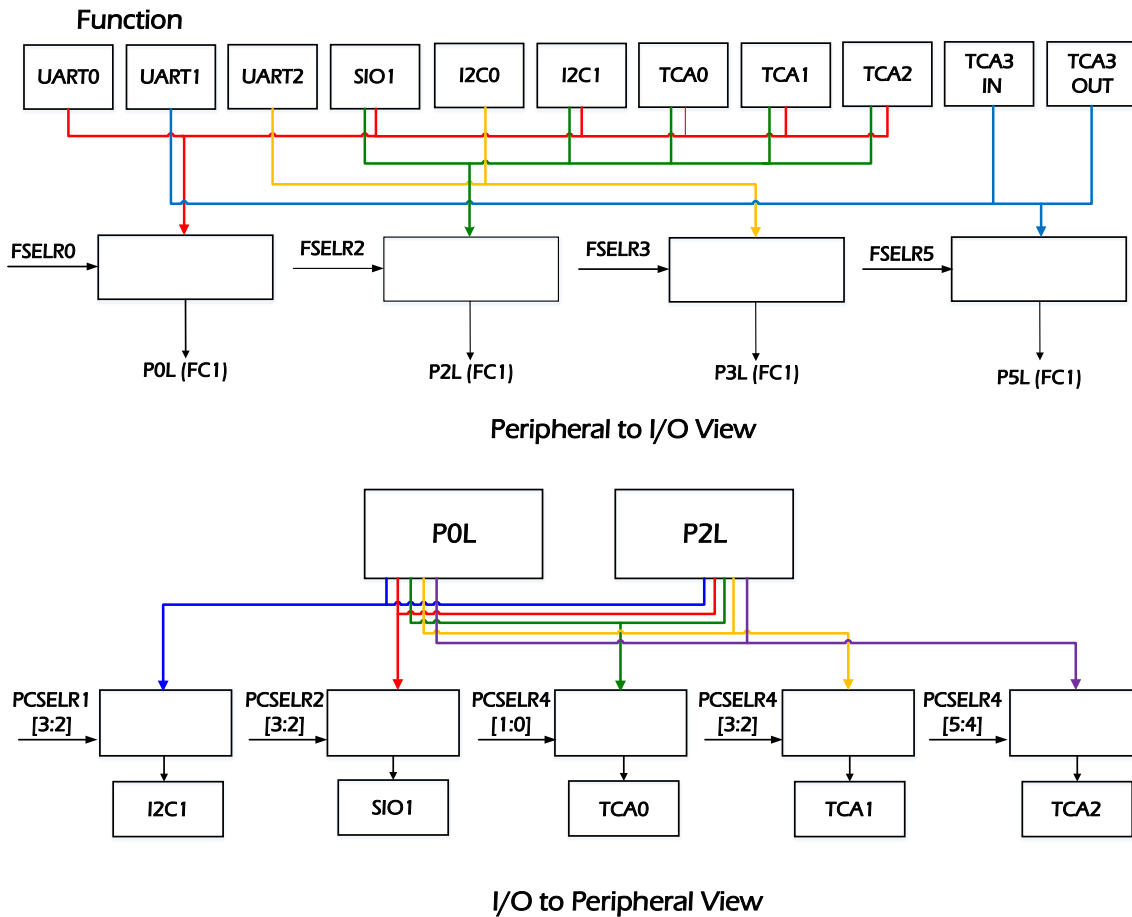 Function
UART0
UART1
UART2
SIO1
I2C0
I2C1
TCA0
TCA1
TCA2
TCA3
IN
TCA3
OUT
FSELR0
FSELR2
FSELR3
FSELR5
P0L (FC1)
P2L (FC1)
P3L (FC1)
P5L (FC1)
Peripheral to I/O View
P0L
P2L
PCSELR1
[3:2]
PCSELR2
[3:2]
PCSELR4
[1:0]
PCSELR4
[3:2]
PCSELR4
[5:4]
I2C1
SIO1
TCA0
TCA1
TCA2
I/O to Peripheral View